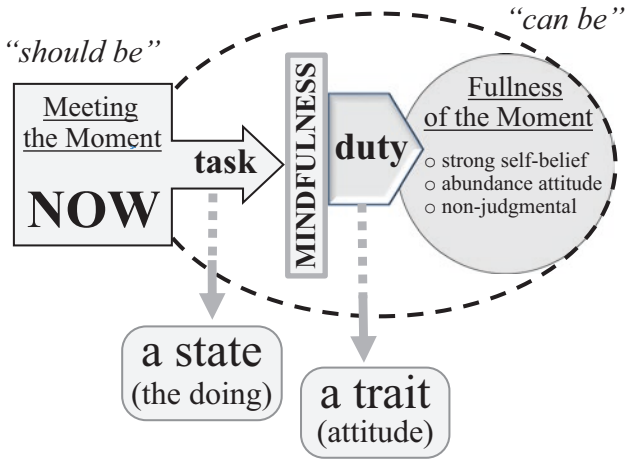 “should be”
“can be”
Meeting
the Moment
NOW
task
MINDFULNESS
duty
Fullness
of the Moment
○ strong self-belief
○ abundance attitude
○ non-judgmental
a state
(the doing)
a trait
(attitude)